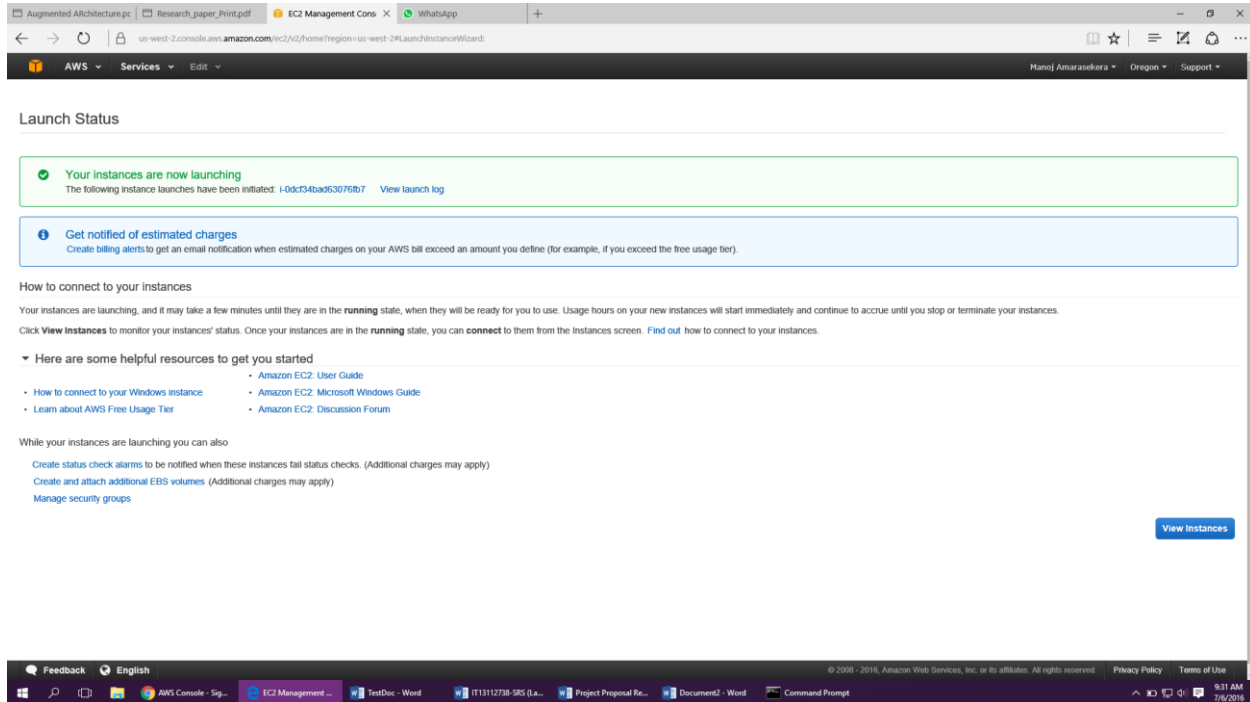 Augmented ARchitecture.pc
Research_paper_Print.pdf
EC2 Management Cons
WhatsApp
us-west-2.console.aws.amazon.com/ec2/v2/home?region=us-west-2#LaunchInstanceWizard:
AWS Services Edit
Manoj Amarasekera Oregon Support
Launch Status
Your instances are now launching
The following instance launches have been initiated: i-0dcf34bad63076fb7 View launch log
Get notified of estimated charges
Create billing alerts to get an email notification when estimated charges on your AWS bill exceed an amount you define (for example, if you exceed the free usage tier).
How to connect to your instances
Your instances are launching, and it may take a few minutes until they are in the running state, when they will be ready for you to use. Usage hours on your new instances will start immediately and continue to accrue until you stop or terminate your instances.
Click View Instances to monitor your instances' status. Once your instances are in the running state, you can connect to them from the Instances screen. Find out how to connect to your instances.
Here are some helpful resources to get you started
How to connect to your Windows instance
Learn about AWS Free Usage Tier
Amazon EC2: User Guide
Amazon EC2: Microsoft Windows Guide
Amazon EC2: Discussion Forum
While your instances are launching you can also
Create status check alarms to be notified when these instances fail status checks. (Additional charges may apply)
Create and attach additional EBS volumes (Additional charges may apply)
Manage security groups
View Instances
Feedback English
© 2008 - 2016, Amazon Web Services, Inc. or its affiliates. All rights reserved. Privacy Policy Terms of Use
AWS Console - Sig...
EC2 Management ...
TestDoc - Word
IT13112738-SRS (La...
Project Proposal Re...
Document2 - Word
Command Prompt
9:31 AM
7/6/2016